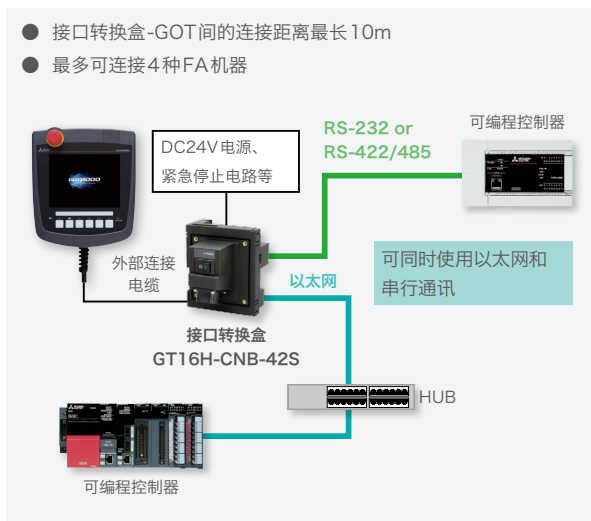 ● 接口转换盒-GOT间的连接距离最长10m
● 最多可连接4种FA机器
RS-232 or
RS-422/485
可编程控制器
DC24V电源、
紧急停止电路等
GOT2000
外部连接
电缆
以太网
可同时使用以太网和
串行通讯
接口转换盒
GT16H-CNB-42S
HUB
可编程控制器